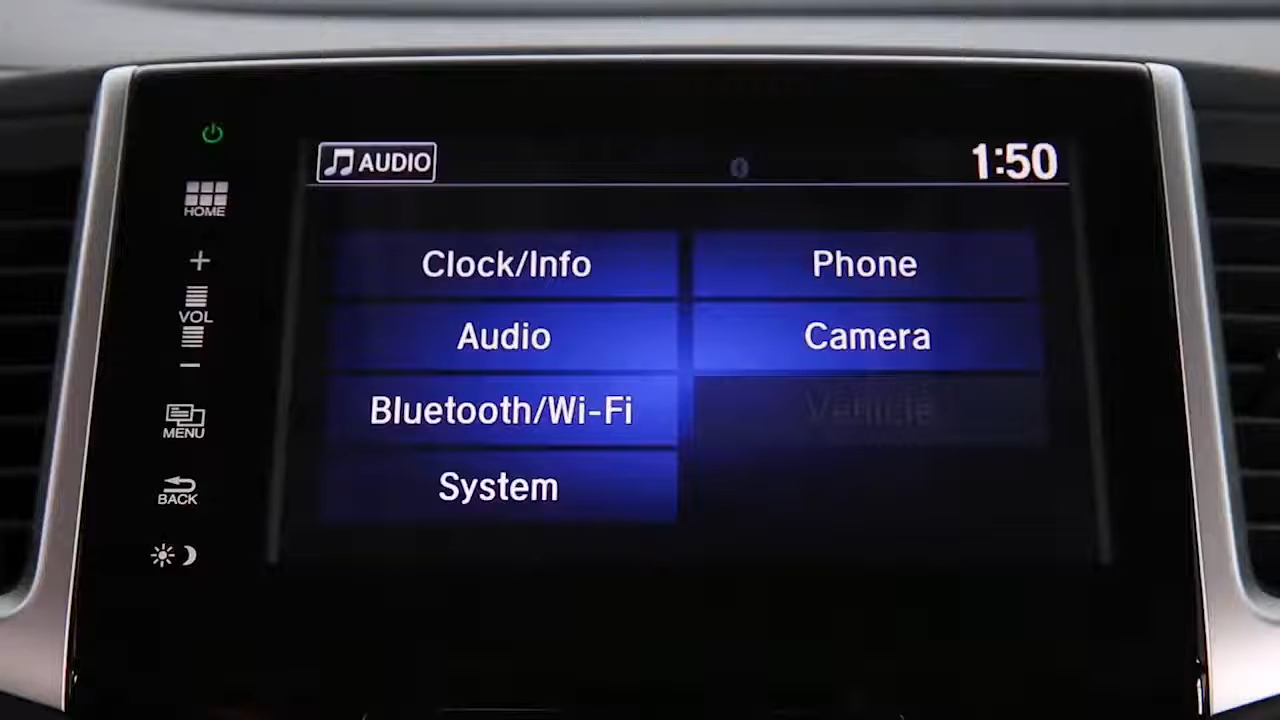 AUDIO
1:50
HOME
+
VOL
−
MENU
BACK
Clock/Info
Phone
Audio
Camera
Bluetooth/Wi-Fi
Vehicle
System